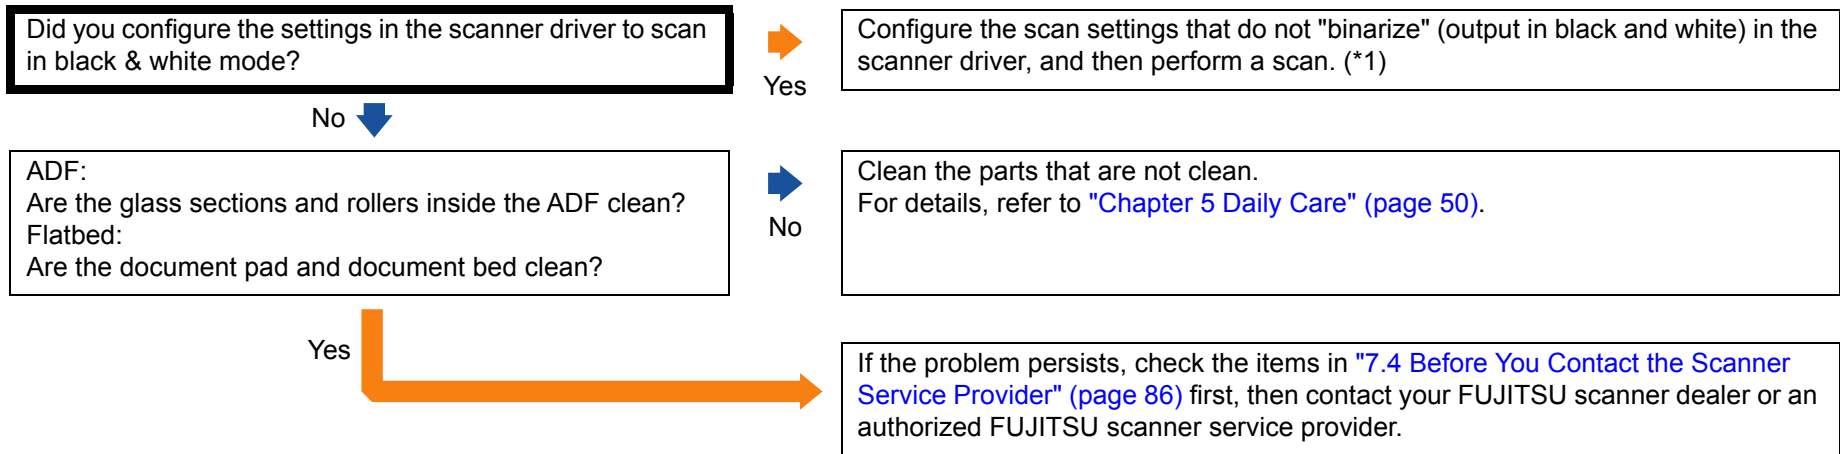 Did you configure the settings in the scanner driver to scan
in black & white mode?
Yes
Configure the scan settings that do not "binarize" (output in black and white) in the
scanner driver, and then perform a scan. (*1)
No
ADF:
Are the glass sections and rollers inside the ADF clean?
Flatbed:
Are the document pad and document bed clean?
No
Clean the parts that are not clean.
For details, refer to "Chapter 5 Daily Care" (page 50).
Yes
If the problem persists, check the items in "7.4 Before You Contact the Scanner
Service Provider" (page 86) first, then contact your FUJITSU scanner dealer or an
authorized FUJITSU scanner service provider.